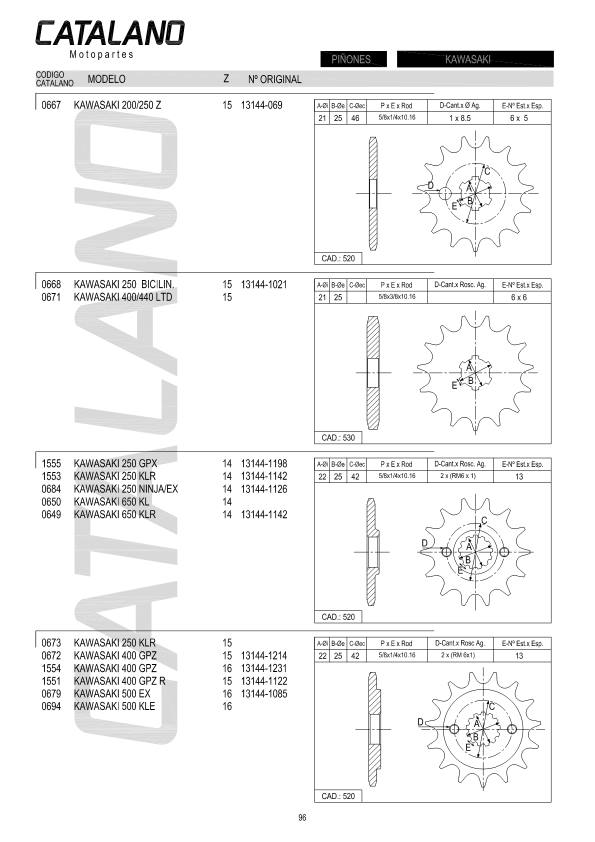 CATALANO
Motopartes
PIÑONES KAWASAKI
CODIGO CATALANO MODELO Z Nº ORIGINAL
0667 KAWASAKI 200/250 Z 15 13144-069
A-Øi B-Øe C-Øec P x E x Rod D-Cant.x Ø Ag. E-Nº Est.x Esp.
21 25 46 5/8x1/4x10.16 1 x 8.5 6 x 5
C
D
A
B
E
CAD.: 520
0668 KAWASAKI 250 BICILIN. 15 13144-1021
0671 KAWASAKI 400/440 LTD 15
A-Øi B-Øe C-Øec P x E x Rod D-Cant.x Rosc. Ag. E-Nº Est.x Esp.
21 25 5/8x3/8x10.16 6 x 6
A
B
E
CAD.: 530
1555 KAWASAKI 250 GPX 14 13144-1198
1553 KAWASAKI 250 KLR 14 13144-1142
0684 KAWASAKI 250 NINJA/EX 14 13144-1126
0650 KAWASAKI 650 KL 14
0649 KAWASAKI 650 KLR 14 13144-1142
A-Øi B-Øe C-Øec P x E x Rod D-Cant.x Rosc. Ag. E-Nº Est.x Esp.
22 25 42 5/8x1/4x10.16 2 x (RM6 x 1) 13
C
D
A
B
E
CAD.: 520
0673 KAWASAKI 250 KLR 15
0672 KAWASAKI 400 GPZ 15 13144-1214
1554 KAWASAKI 400 GPZ 16 13144-1231
1551 KAWASAKI 400 GPZ R 15 13144-1122
0679 KAWASAKI 500 EX 16 13144-1085
0694 KAWASAKI 500 KLE 16
A-Øi B-Øe C-Øec P x E x Rod D-Cant.x Rosc Ag. E-Nº Est.x Esp.
22 25 42 5/8x1/4x10.16 2 x (RM 6x1) 13
C
D
A
B
E
CAD.: 520
CATALANO
96